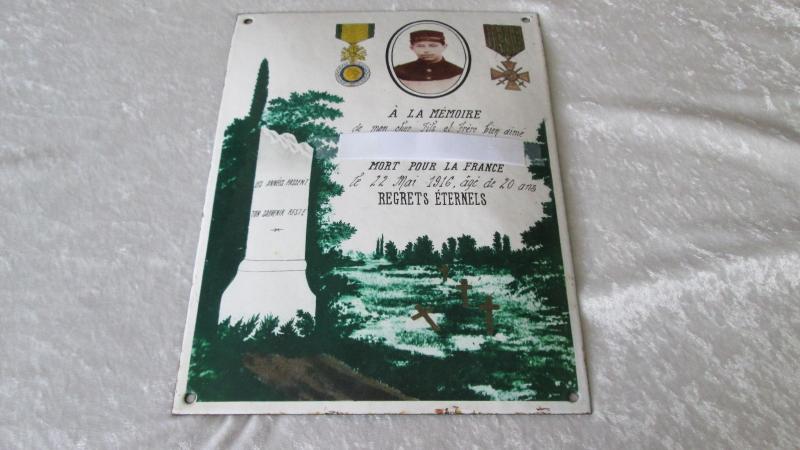 À LA MÉMOIRE
de mon cher Fils et Frère bien aimé
MORT POUR LA FRANCE
le 22 Mai 1916, âgé de 20 ans
REGRETS ÉTERNELS
LES ANNÉES PASSENT
TON SOUVENIR RESTE